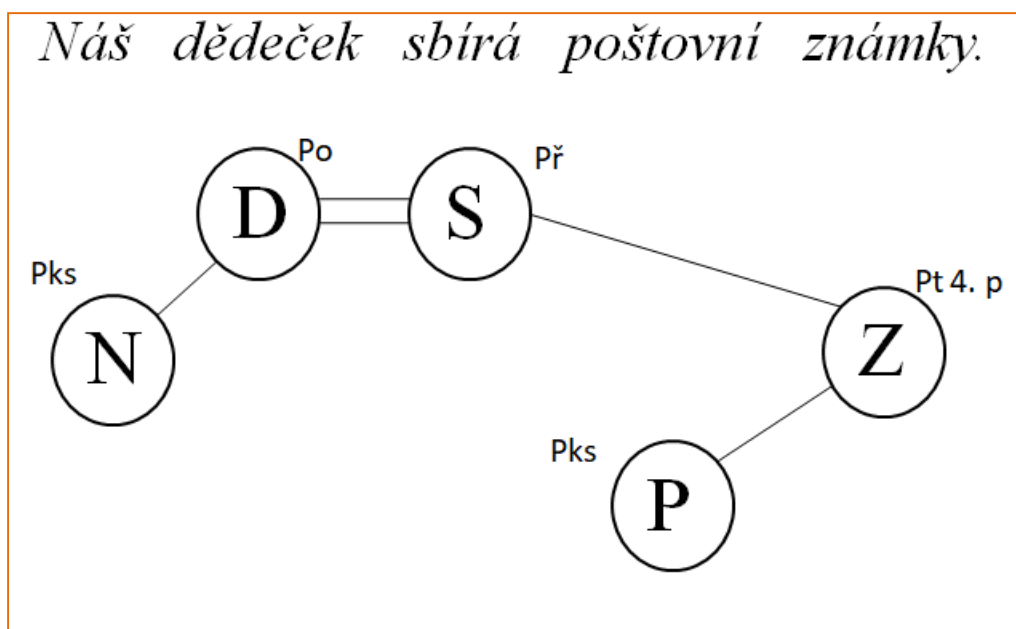 Náš dědeček sbírá poštovní známky.
Po
Př
D
S
Pks
Pt 4. p
N
Z
Pks
P